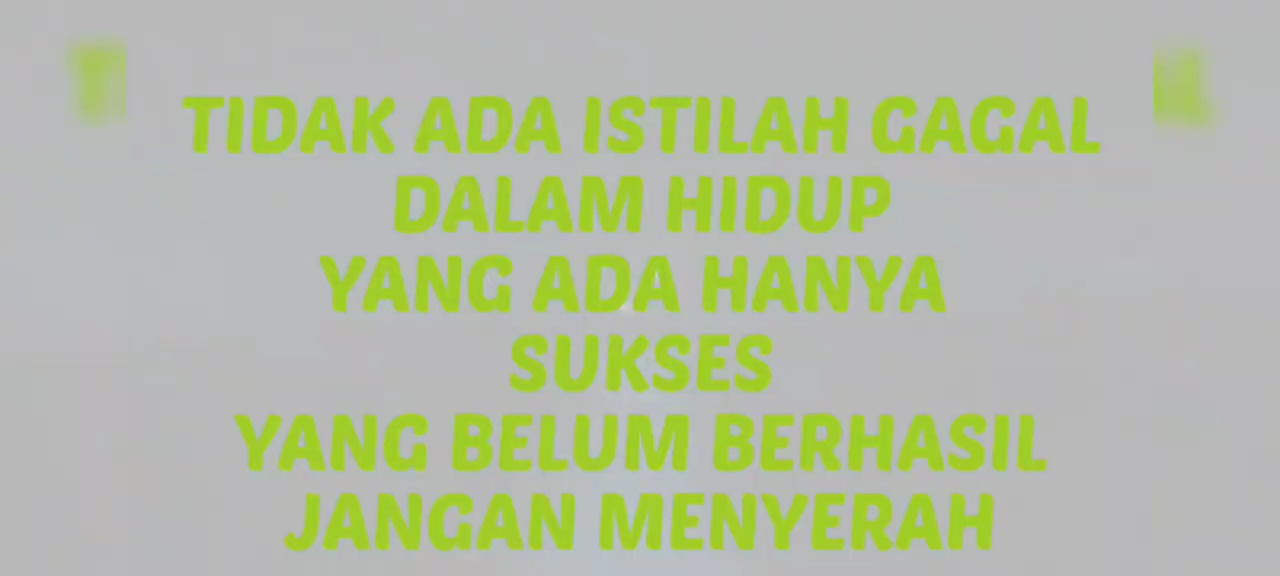 TIDAK ADA ISTILAH GAGAL
DALAM HIDUP
YANG ADA HANYA
SUKSES
YANG BELUM BERHASIL
JANGAN MENYERAH